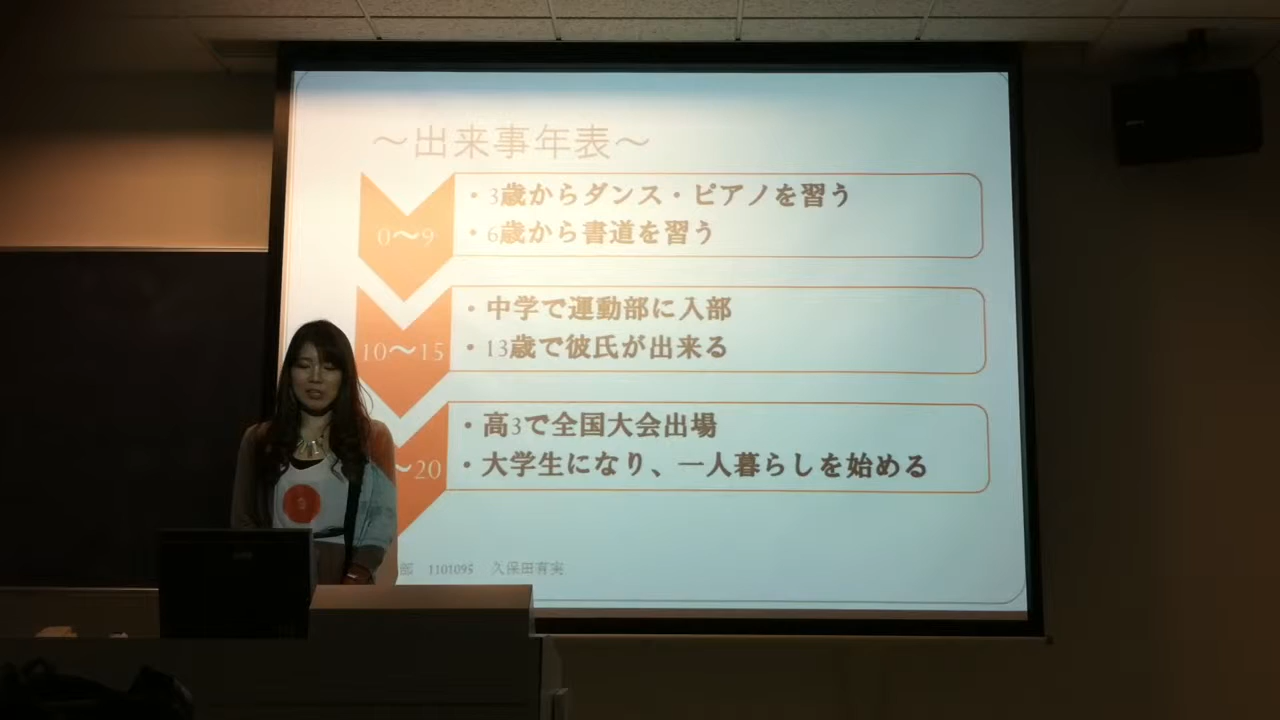 ～出来事年表～
0～9
・3歳からダンス・ピアノを習う
・6歳から書道を習う
10～15
・中学で運動部に入部
・13歳で彼氏が出来る
～20
・高3で全国大会出場
・大学生になり、一人暮らしを始める
部 1101095 久保田有実